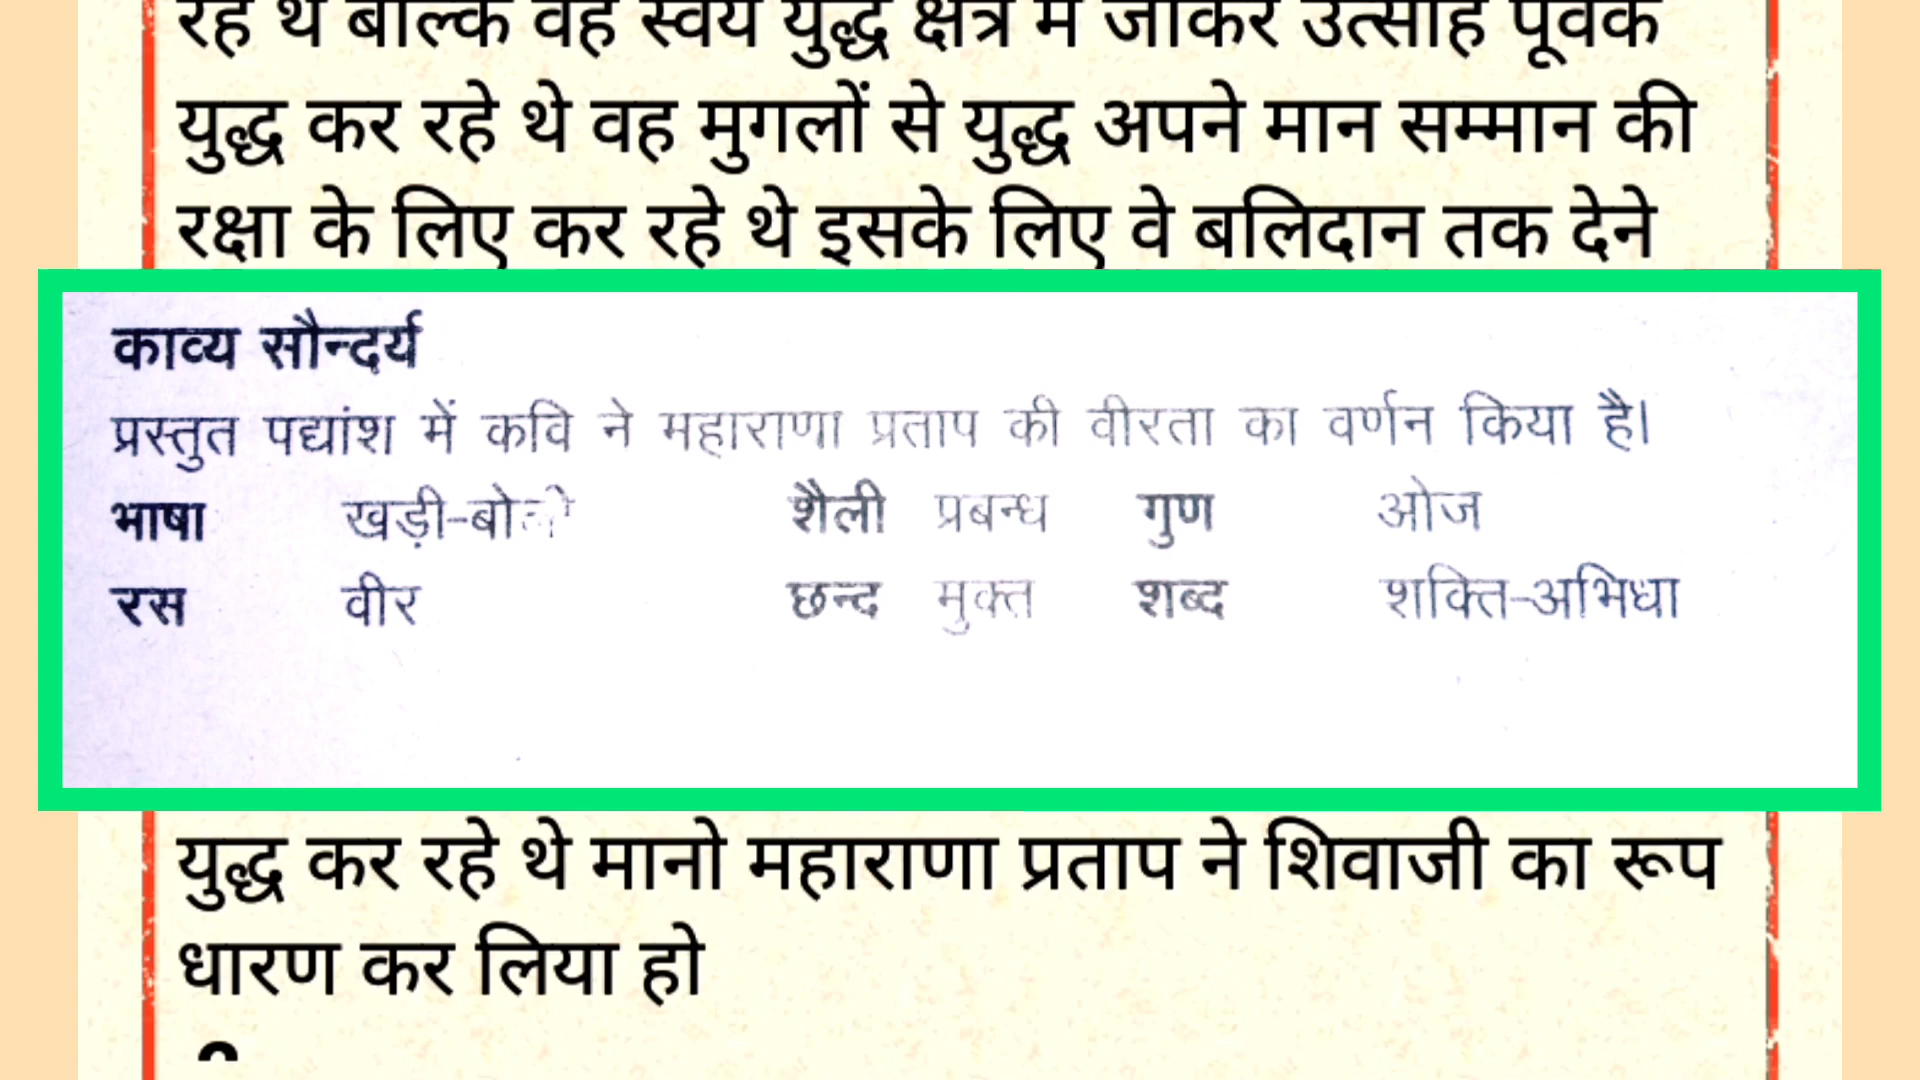 रहे थे बल्कि वह स्वयं युद्ध क्षेत्र में जाकर उत्साह पूर्वक
युद्ध कर रहे थे वह मुगलों से युद्ध अपने मान सम्मान की
रक्षा के लिए कर रहे थे इसके लिए वे बलिदान तक देने
काव्य सौन्दर्य
प्रस्तुत पद्यांश में कवि ने महाराणा प्रताप की वीरता का वर्णन किया है।
भाषा खड़ी-बोली शैली प्रबन्ध गुण ओज
रस वीर छन्द मुक्त शब्द शक्ति-अभिधा
युद्ध कर रहे थे मानो महाराणा प्रताप ने शिवाजी का रूप
धारण कर लिया हो